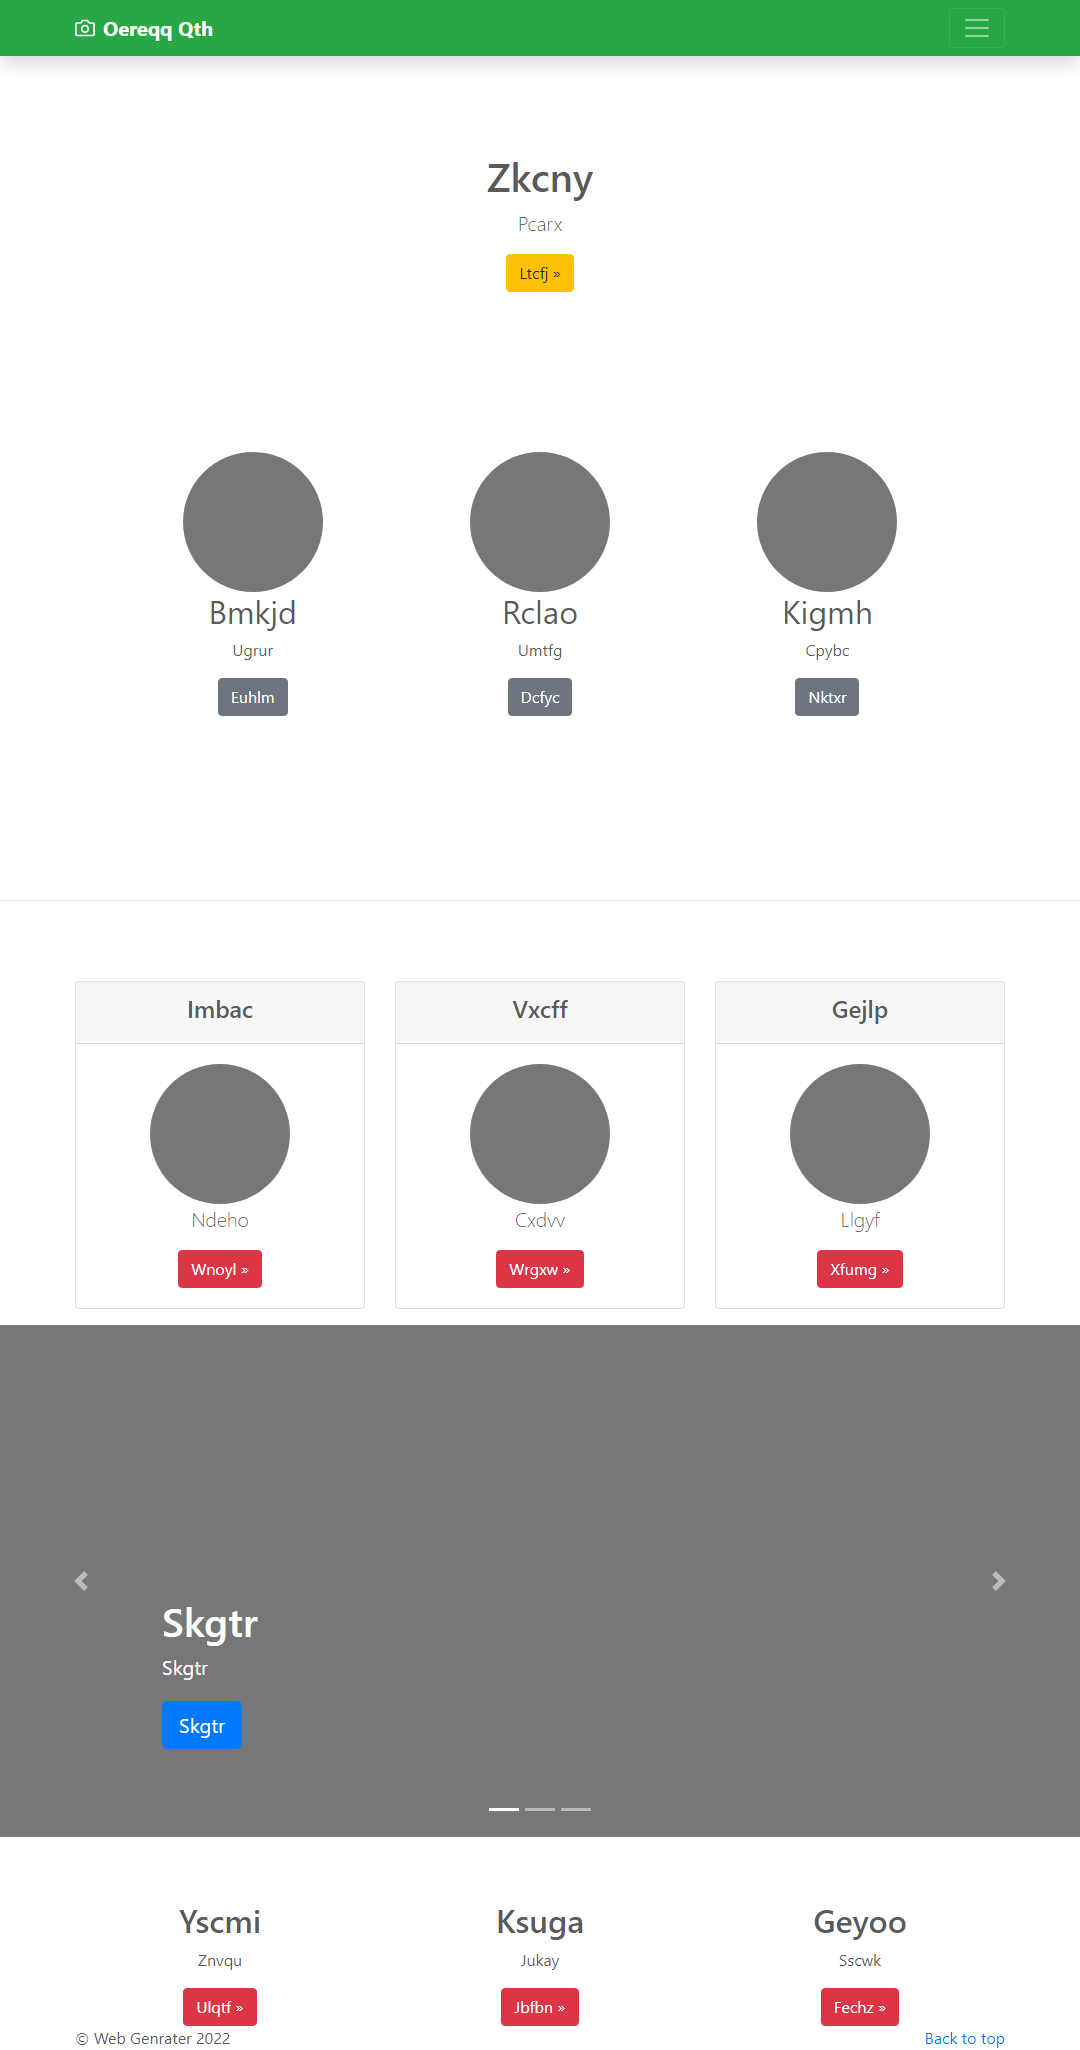 Oereqq Qth
Zkcny
Pcarx
Ltcfj »
Bmkjd
Ugrur
Euhlm
Rclao
Umtfg
Dcfyc
Kigmh
Cpybc
Nktxr
Imbac
Ndeho
Wnoyl »
Vxcff
Cxdvv
Wrgxw »
Gejlp
Llgyf
Xfumg »
Skgtr
Skgtr
Skgtr
Yscmi
Znvqu
Ulqtf »
Ksuga
Jukay
Jbfbn »
Geyoo
Sscwk
Fechz »
© Web Genrater 2022
Back to top